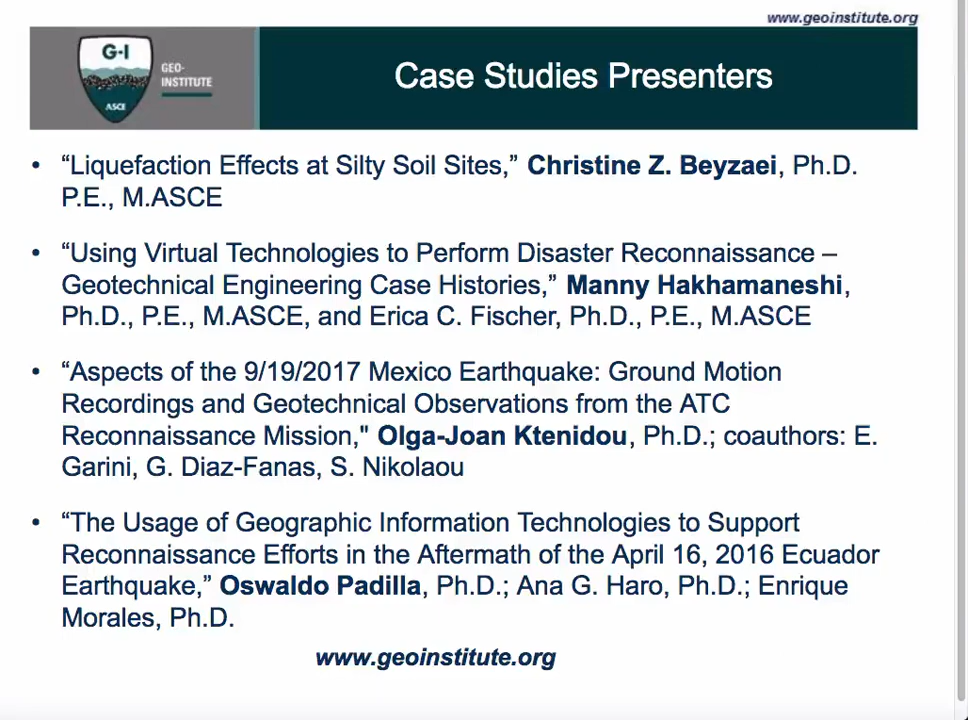 www.geoinstitute.org
G-I
GEO-
INSTITUTE
ASCE
Case Studies Presenters
• “Liquefaction Effects at Silty Soil Sites,” Christine Z. Beyzaei, Ph.D.
P.E., M.ASCE
• “Using Virtual Technologies to Perform Disaster Reconnaissance –
Geotechnical Engineering Case Histories,” Manny Hakhamaneshi,
Ph.D., P.E., M.ASCE, and Erica C. Fischer, Ph.D., P.E., M.ASCE
• “Aspects of the 9/19/2017 Mexico Earthquake: Ground Motion
Recordings and Geotechnical Observations from the ATC
Reconnaissance Mission," Olga-Joan Ktenidou, Ph.D.; coauthors: E.
Garini, G. Diaz-Fanas, S. Nikolaou
• “The Usage of Geographic Information Technologies to Support
Reconnaissance Efforts in the Aftermath of the April 16, 2016 Ecuador
Earthquake,” Oswaldo Padilla, Ph.D.; Ana G. Haro, Ph.D.; Enrique
Morales, Ph.D.
www.geoinstitute.org